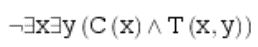 ¬∃x∃y (C (x) ∧ T (x, y))